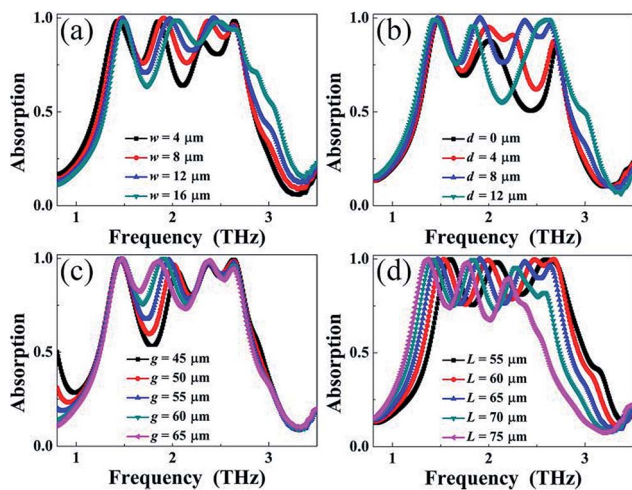 (a)
Absorption
1.0
0.5
0.0
w = 4 μm
w = 8 μm
w = 12 μm
w = 16 μm
1 2 3
Frequency (THz)
(b)
Absorption
1.0
0.5
0.0
d = 0 μm
d = 4 μm
d = 8 μm
d = 12 μm
1 2 3
Frequency (THz)
(c)
Absorption
1.0
0.5
0.0
g = 45 μm
g = 50 μm
g = 55 μm
g = 60 μm
g = 65 μm
1 2 3
Frequency (THz)
(d)
Absorption
1.0
0.5
0.0
L = 55 μm
L = 60 μm
L = 65 μm
L = 70 μm
L = 75 μm
1 2 3
Frequency (THz)